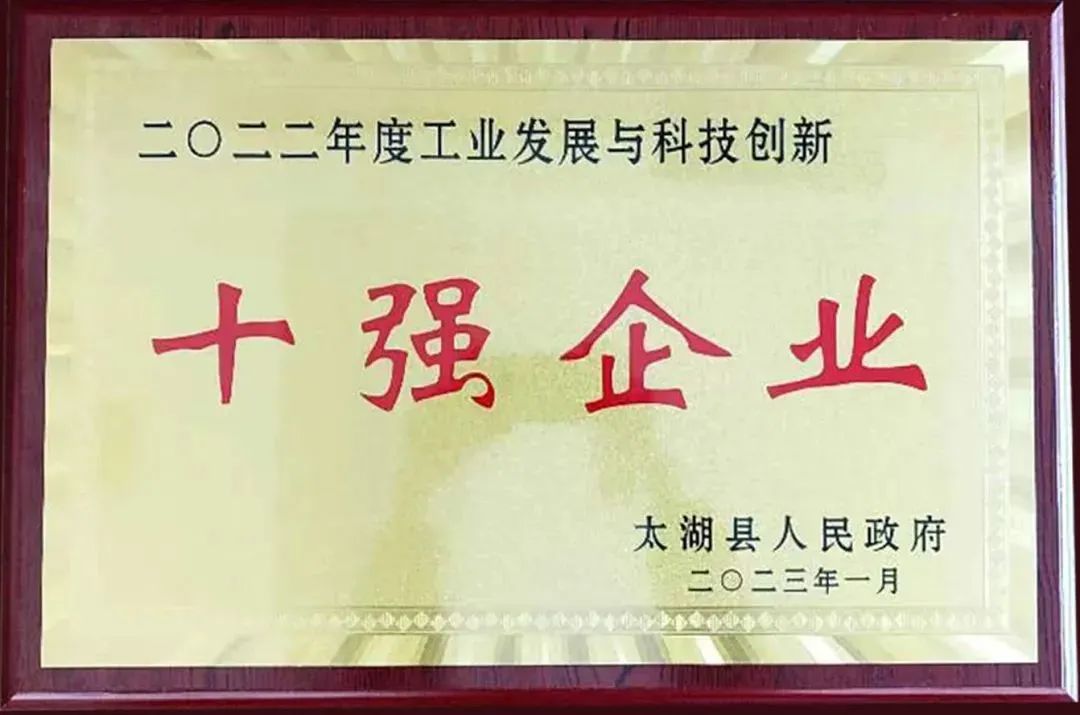 二〇二二年度工业发展与科技创新
十强企业
太湖县人民政府
二〇二三年一月